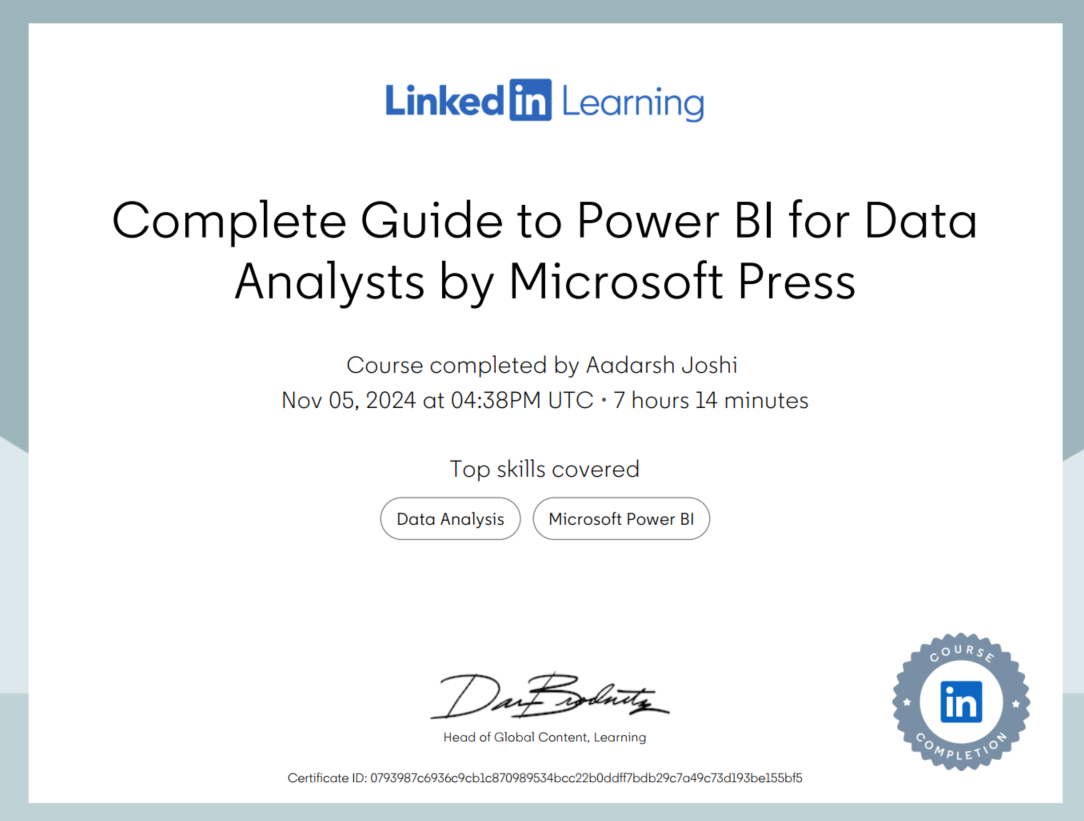 Linked in Learning
Complete Guide to Power BI for Data
Analysts by Microsoft Press
Course completed by Aadarsh Joshi
Nov 05, 2024 at 04:38PM UTC • 7 hours 14 minutes
Top skills covered
Data Analysis
Microsoft Power BI
Dan Brodnitz
Head of Global Content, Learning
COURSE
in
COMPLETION
Certificate ID: 0793987c6936c9cb1c870989534bcc22b0ddff7bdb29c7a49c73d193be155bf5